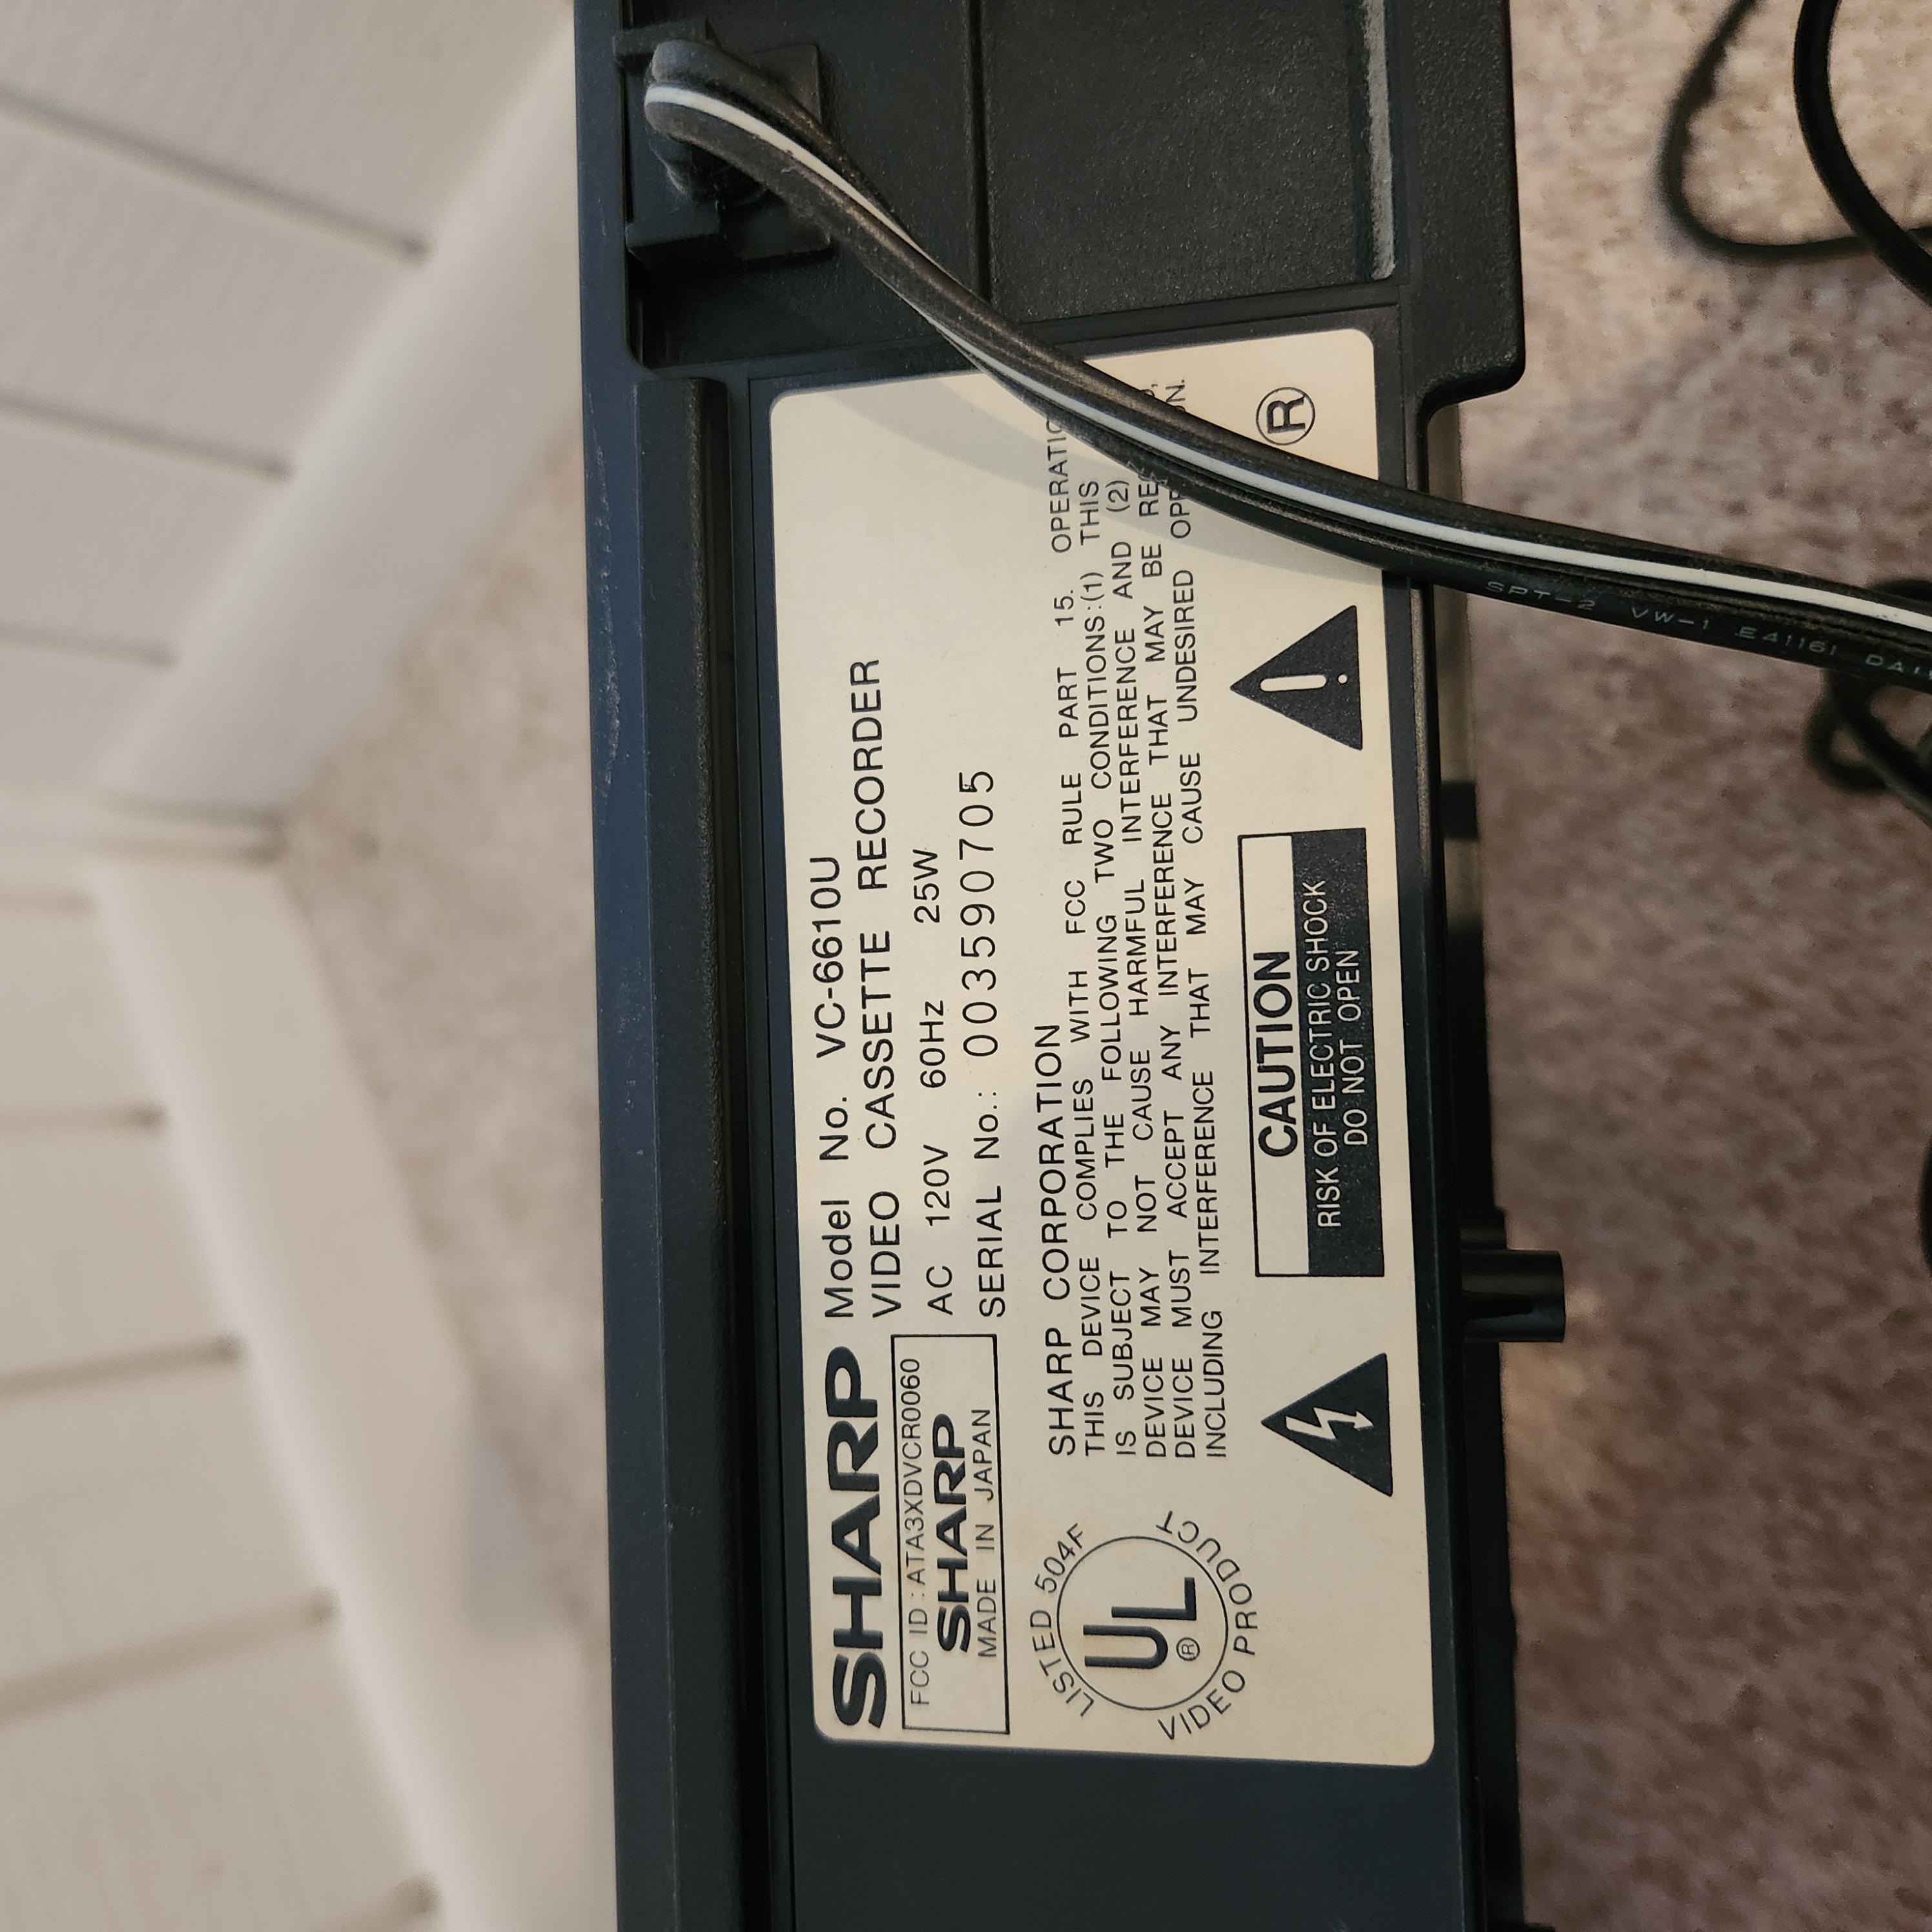 SHARP
Model No. VC-6610U
VIDEO CASSETTE RECORDER
FCC ID : ATA3XDVCR0060
SHARP
MADE IN JAPAN
AC 120V 60Hz 25W
SERIAL No.: 003590705
SHARP CORPORATION
THIS DEVICE COMPLIES WITH FCC RULE PART 15. OPERATIO
IS SUBJECT TO THE FOLLOWING TWO CONDITIONS:(1) THIS
DEVICE MAY NOT CAUSE HARMFUL INTERFERENCE AND (2)
DEVICE MUST ACCEPT ANY INTERFERENCE THAT MAY BE
INCLUDING INTERFERENCE THAT MAY CAUSE UNDESIRED
LISTED 504F
UL ®
VIDEO PRODUCT
CAUTION
RISK OF ELECTRIC SHOCK
DO NOT OPEN
®
SPT-2 VW-1 E41161